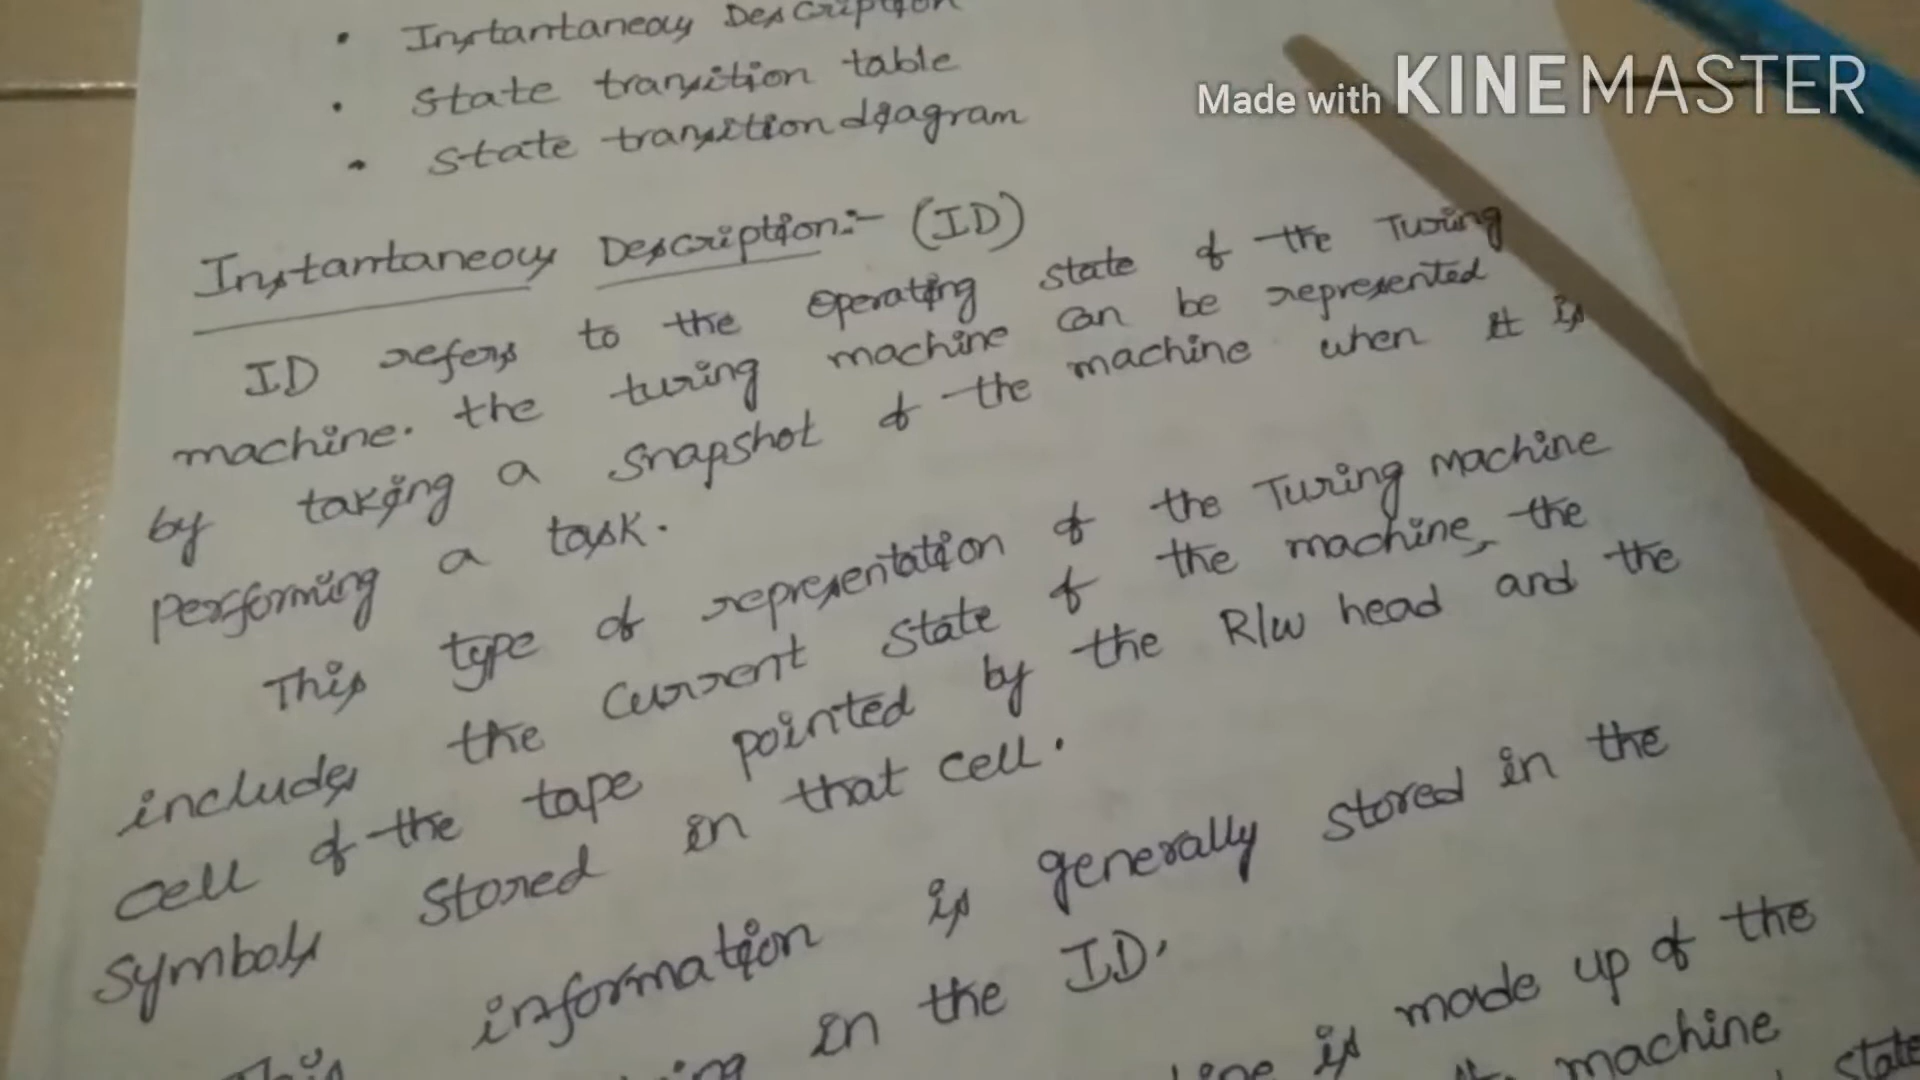 • Instantaneous Description
• State transition table
• State transition diagram
Made with KINEMASTER
Instantaneous Description:- (ID)
ID refers to the operating state of the Turing
machine. the turing machine can be represented
by taking a snapshot of the machine when it is
performing a task.
This type of representation of the Turing Machine
includes the current state of the machine, the
cell of the tape pointed by the R/W head and the
symbols stored in that cell.
This information is generally stored in the
in the ID.
is made up of the
machine
state